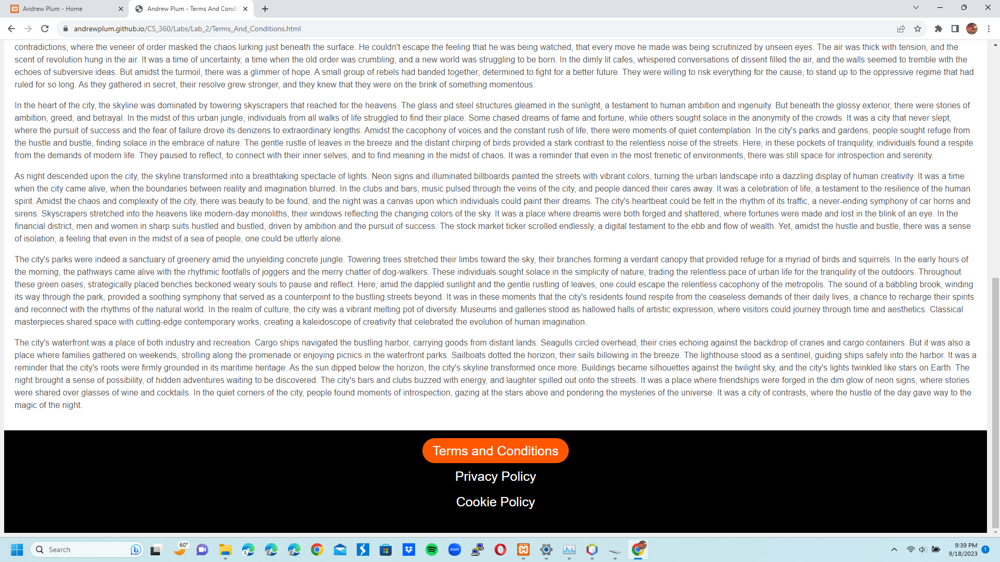 Andrew Plum - Home
Andrew Plum - Terms And Condit
andrewplum.github.io/CS_360/Labs/Lab_2/Terms_And_Conditions.html
contradictions, where the veneer of order masked the chaos lurking just beneath the surface. He couldn't escape the feeling that he was being watched, that every move he made was being scrutinized by unseen eyes. The air was thick with tension, and the
scent of revolution hung in the air. It was a time of uncertainty, a time when the old order was crumbling, and a new world was struggling to be born. In the dimly lit cafes, whispered conversations of dissent filled the air, and the walls seemed to tremble with the
echoes of subversive ideas. But amidst the turmoil, there was a glimmer of hope. A small group of rebels had banded together, determined to fight for a better future. They were willing to risk everything for the cause, to stand up to the oppressive regime that had
ruled for so long. As they gathered in secret, their resolve grew stronger, and they knew that they were on the brink of something momentous.
In the heart of the city, the skyline was dominated by towering skyscrapers that reached for the heavens. The glass and steel structures gleamed in the sunlight, a testament to human ambition and ingenuity. But beneath the glossy exterior, there were stories of
ambition, greed, and betrayal. In the midst of this urban jungle, individuals from all walks of life struggled to find their place. Some chased dreams of fame and fortune, while others sought solace in the anonymity of the crowds. It was a city that never slept,
where the pursuit of success and the fear of failure drove its denizens to extraordinary lengths. Amidst the cacophony of voices and the constant rush of life, there were moments of quiet contemplation. In the city's parks and gardens, people sought refuge from
the hustle and bustle, finding solace in the embrace of nature. The gentle rustle of leaves in the breeze and the distant chirping of birds provided a stark contrast to the relentless noise of the streets. Here, in these pockets of tranquility, individuals found a respite
from the demands of modern life. They paused to reflect, to connect with their inner selves, and to find meaning in the midst of chaos. It was a reminder that even in the most frenetic of environments, there was still space for introspection and serenity.
As night descended upon the city, the skyline transformed into a breathtaking spectacle of lights. Neon signs and illuminated billboards painted the streets with vibrant colors, turning the urban landscape into a dazzling display of human creativity. It was a time
when the city came alive, when the boundaries between reality and imagination blurred. In the clubs and bars, music pulsed through the veins of the city, and people danced their cares away. It was a celebration of life, a testament to the resilience of the human
spirit. Amidst the chaos and complexity of the city, there was beauty to be found, and the night was a canvas upon which individuals could paint their dreams. The city's heartbeat could be felt in the rhythm of its traffic, a never-ending symphony of car horns and
sirens. Skyscrapers stretched into the heavens like modern-day monoliths, their windows reflecting the changing colors of the sky. It was a place where dreams were both forged and shattered, where fortunes were made and lost in the blink of an eye. In the
financial district, men and women in sharp suits hustled and bustled, driven by ambition and the pursuit of success. The stock market ticker scrolled endlessly, a digital testament to the ebb and flow of wealth. Yet, amidst the hustle and bustle, there was a sense
of isolation, a feeling that even in the midst of a sea of people, one could be utterly alone.
The city's parks were indeed a sanctuary of greenery amid the unyielding concrete jungle. Towering trees stretched their limbs toward the sky, their branches forming a verdant canopy that provided refuge for a myriad of birds and squirrels. In the early hours of
the morning, the pathways came alive with the rhythmic footfalls of joggers and the merry chatter of dog-walkers. These individuals sought solace in the simplicity of nature, trading the relentless pace of urban life for the tranquility of the outdoors. Throughout
these green oases, strategically placed benches beckoned weary souls to pause and reflect. Here, amid the dappled sunlight and the gentle rustling of leaves, one could escape the relentless cacophony of the metropolis. The sound of a babbling brook, winding
its way through the park, provided a soothing symphony that served as a counterpoint to the bustling streets beyond. It was in these moments that the city's residents found respite from the ceaseless demands of their daily lives, a chance to recharge their spirits
and reconnect with the rhythms of the natural world. In the realm of culture, the city was a vibrant melting pot of diversity. Museums and galleries stood as hallowed halls of artistic expression, where visitors could journey through time and aesthetics. Classical
masterpieces shared space with cutting-edge contemporary works, creating a kaleidoscope of creativity that celebrated the evolution of human imagination.
The city's waterfront was a place of both industry and recreation. Cargo ships navigated the bustling harbor, carrying goods from distant lands. Seagulls circled overhead, their cries echoing against the backdrop of cranes and cargo containers. But it was also a
place where families gathered on weekends, strolling along the promenade or enjoying picnics in the waterfront parks. Sailboats dotted the horizon, their sails billowing in the breeze. The lighthouse stood as a sentinel, guiding ships safely into the harbor. It was a
reminder that the city's roots were firmly grounded in its maritime heritage. As the sun dipped below the horizon, the city's skyline transformed once more. Buildings became silhouettes against the twilight sky, and the city's lights twinkled like stars on Earth. The
night brought a sense of possibility, of hidden adventures waiting to be discovered. The city's bars and clubs buzzed with energy, and laughter spilled out onto the streets. It was a place where friendships were forged in the dim glow of neon signs, where stories
were shared over glasses of wine and cocktails. In the quiet corners of the city, people found moments of introspection, gazing at the stars above and pondering the mysteries of the universe. It was a city of contrasts, where the hustle of the day gave way to the
magic of the night.
Terms and Conditions
Privacy Policy
Cookie Policy
Search
60°
zoom
9:39 PM
9/18/2023
1